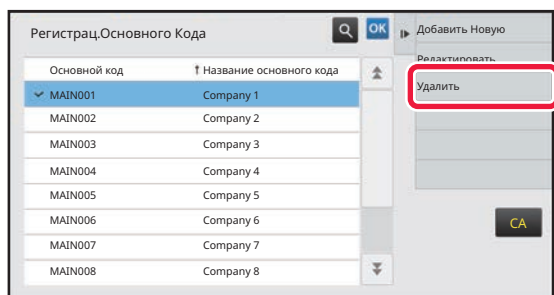 Регистрац.Основного Кода
OK
Добавить Новую
Редактировать
Удалить
Основной код ↑ Название основного кода
✓ MAIN001 Company 1
MAIN002 Company 2
MAIN003 Company 3
MAIN004 Company 4
MAIN005 Company 5
MAIN006 Company 6
MAIN007 Company 7
MAIN008 Company 8
CA